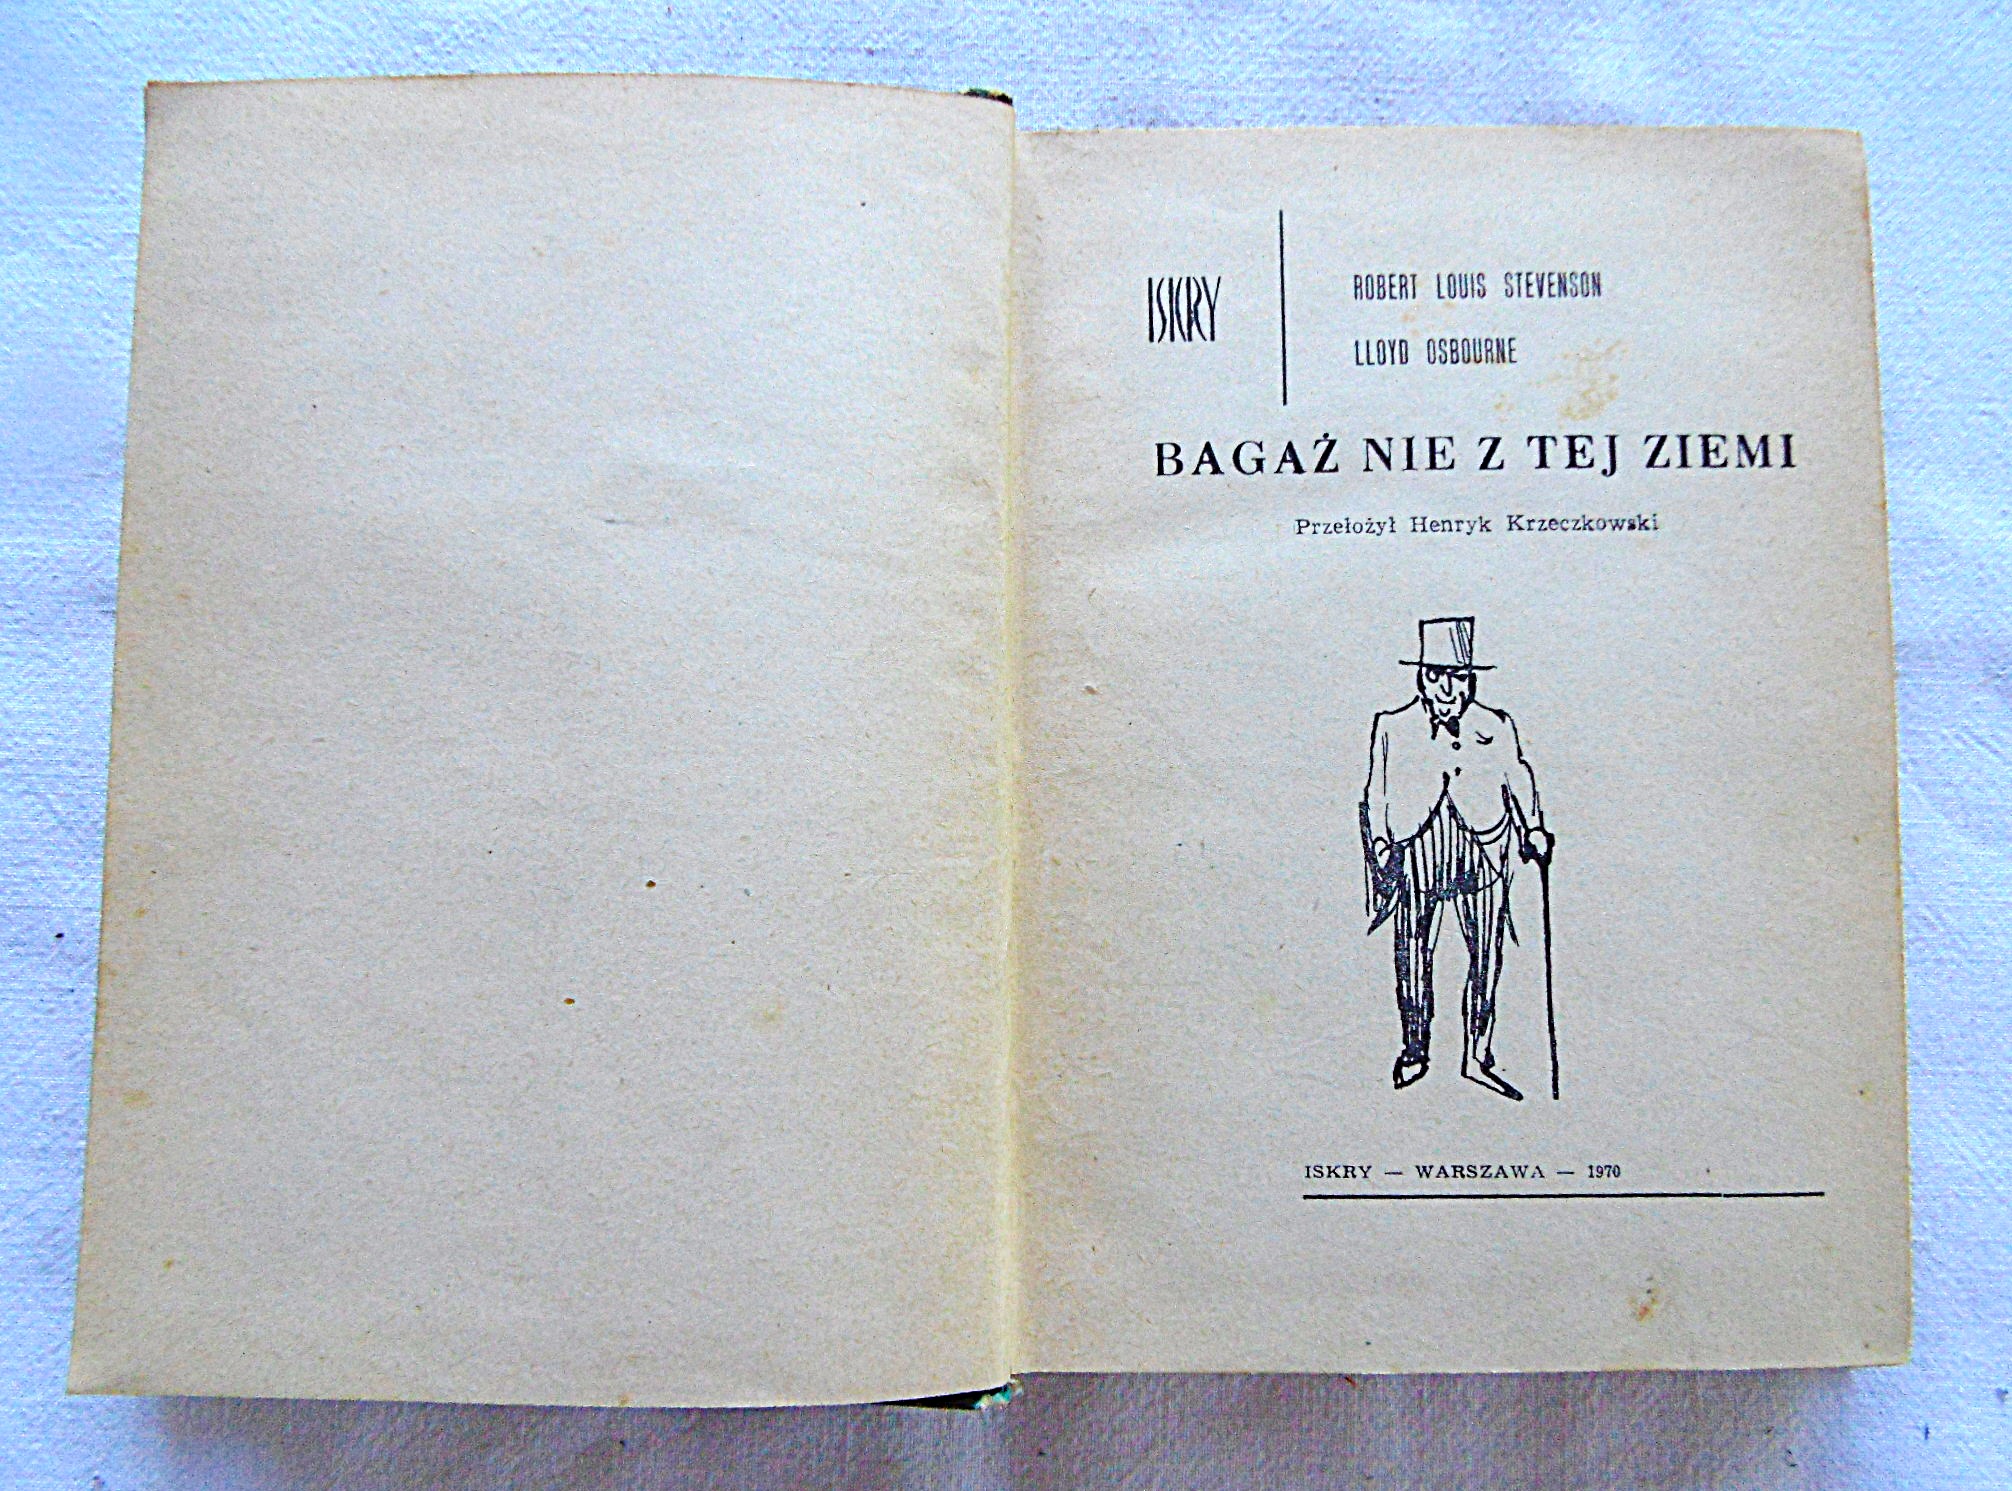 ISKRY
ROBERT LOUIS STEVENSON
LLOYD OSBOURNE
BAGAŻ NIE Z TEJ ZIEMI
Przełożył Henryk Krzeczkowski
ISKRY — WARSZAWA — 1970